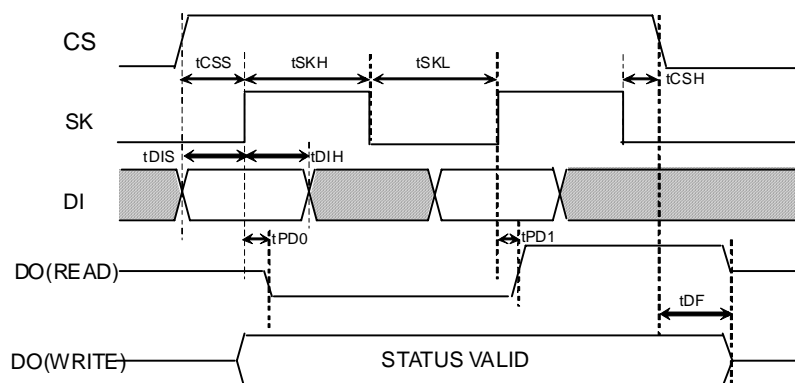 CS
tCSS tSKH tSKL tCSH
SK
tDIS tDIH
DI
tPD0 tPD1
DO(READ)
tDF
DO(WRITE) STATUS VALID